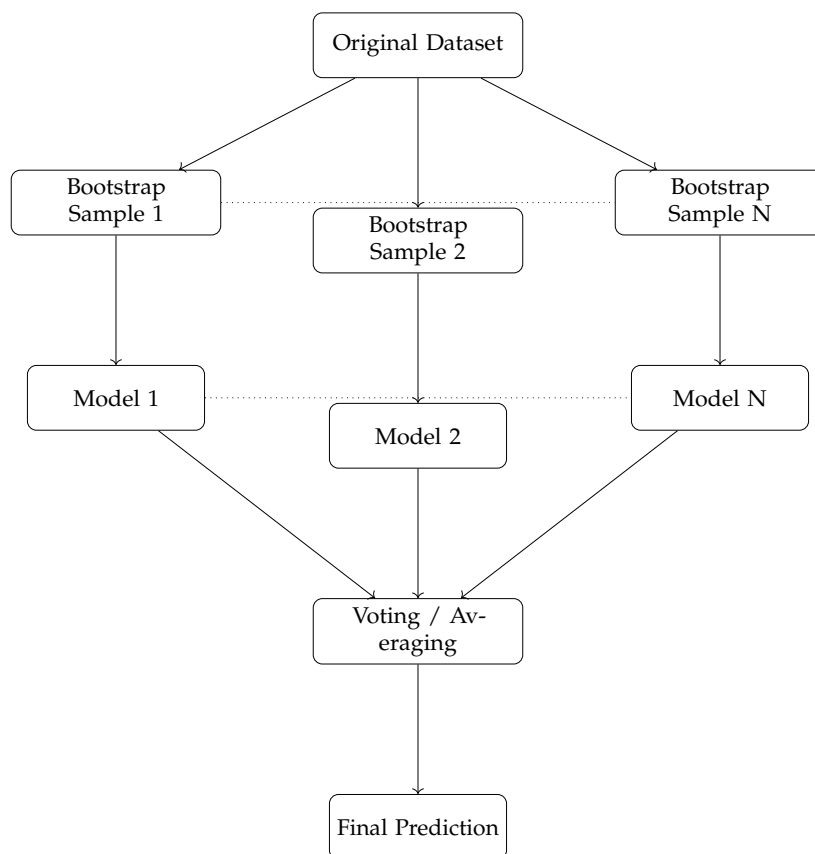 Original Dataset
Bootstrap
Sample 1
Bootstrap
Sample 2
Bootstrap
Sample N
Model 1
Model 2
Model N
Voting / Av-
eraging
Final Prediction